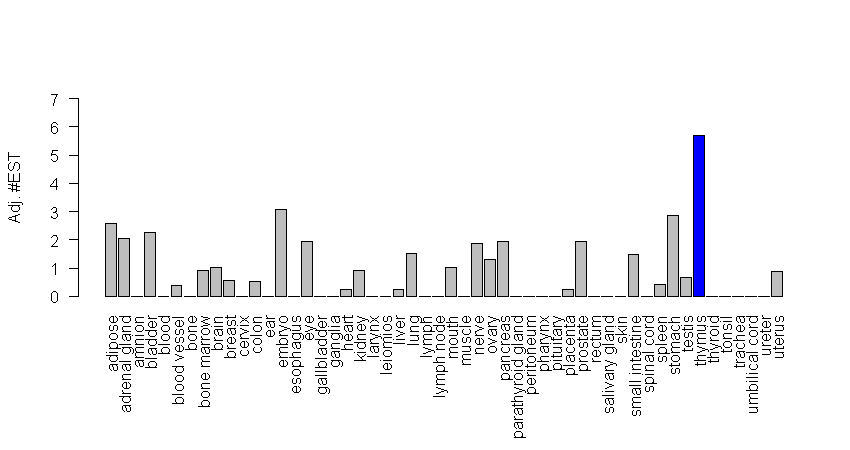 Adj. #EST
7
6
5
4
3
2
1
0
adipose
adrenal gland
amnion
bladder
blood
blood vessel
bone
bone marrow
brain
breast
cervix
colon
ear
embryo
esophagus
eye
gallbladder
ganglia
heart
kidney
larynx
leiomios
liver
lung
lymph
lymph node
mouth
muscle
nerve
ovary
pancreas
parathyroid gland
peritoneum
pharynx
pituitary
placenta
prostate
rectum
salivary gland
skin
small intestine
spinal cord
spleen
stomach
testis
thymus
thyroid
tonsil
trachea
umbilical cord
ureter
uterus